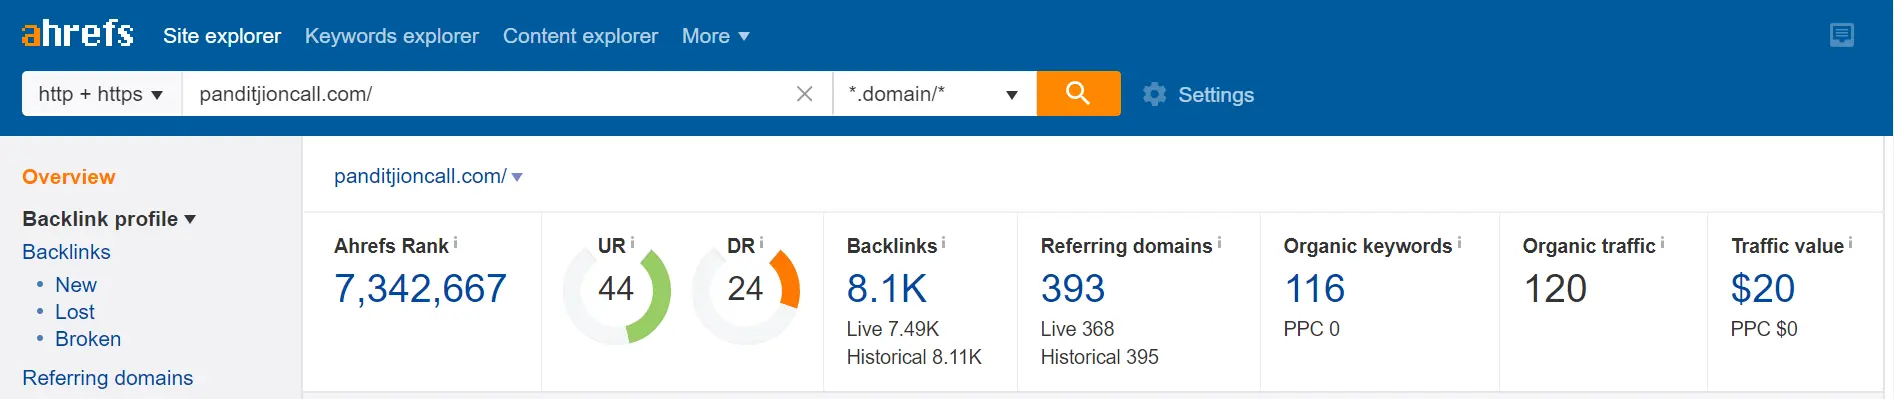 ahrefs Site explorer Keywords explorer Content explorer More
http + https panditjioncall.com/ *.domain/* Settings
Overview
Backlink profile
Backlinks
New
Lost
Broken
Referring domains
panditjioncall.com/
Ahrefs Rank
7,342,667
UR
44
DR
24
Backlinks
8.1K
Live 7.49K
Historical 8.11K
Referring domains
393
Live 368
Historical 395
Organic keywords
116
PPC 0
Organic traffic
120
Traffic value
$20
PPC $0